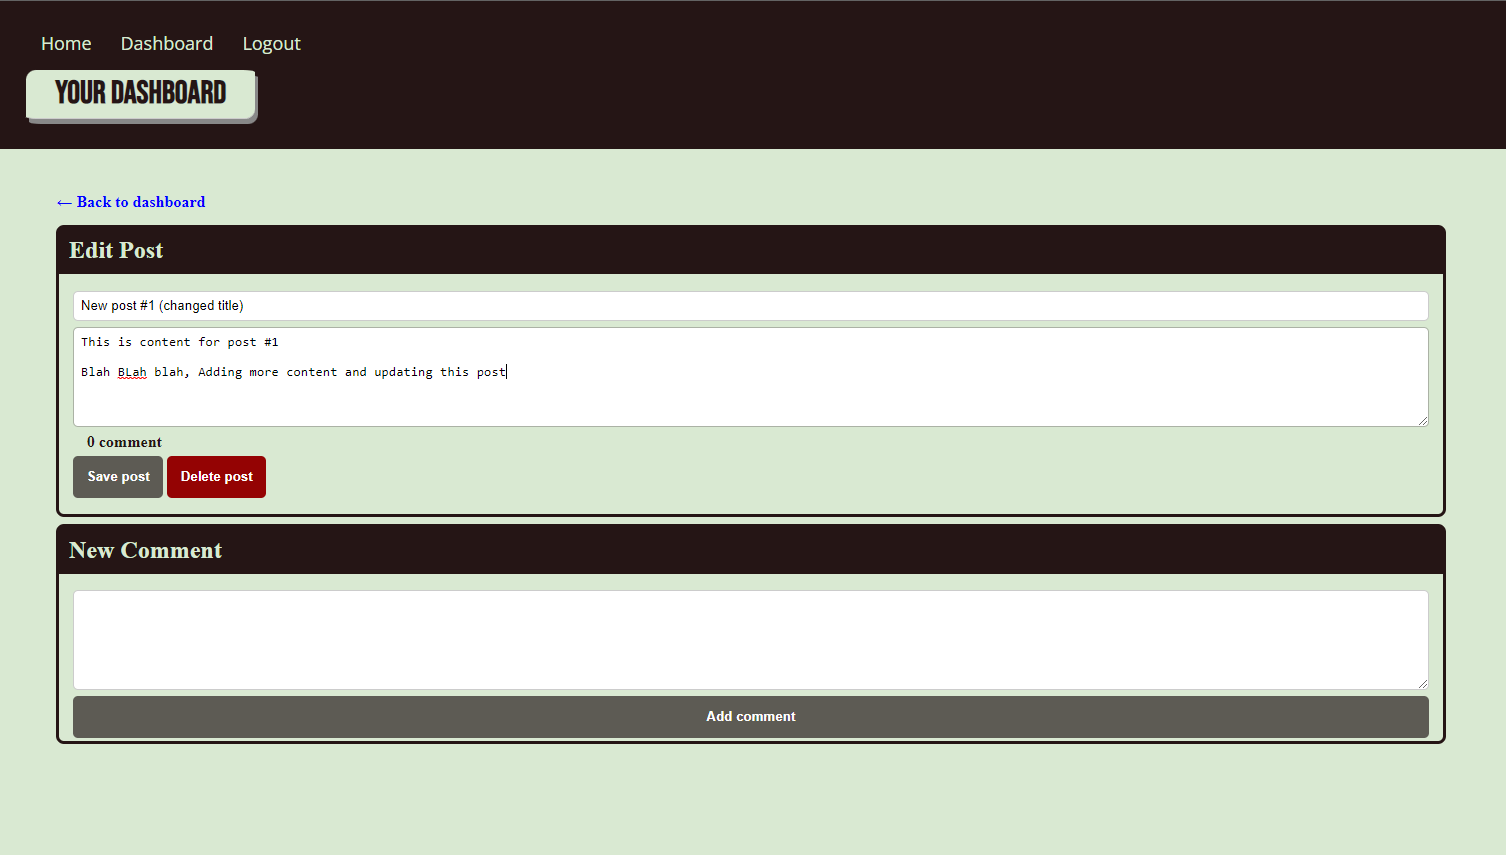 Home Dashboard Logout
YOUR DASHBOARD
← Back to dashboard
Edit Post
New post #1 (changed title)
This is content for post #1
Blah BLah blah, Adding more content and updating this post
0 comment
Save post Delete post
New Comment
Add comment